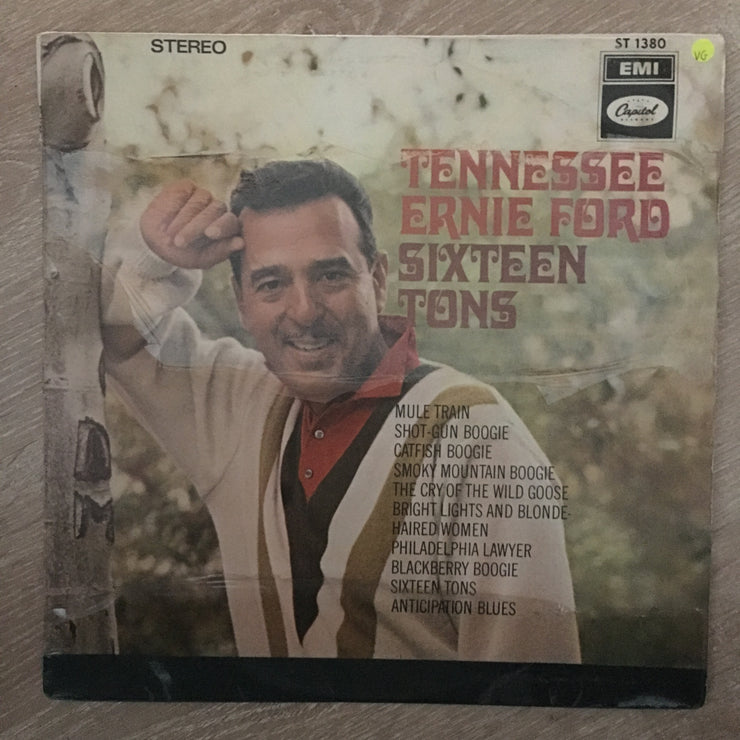 STEREO
ST 1380
VG
EMI
Capitol
TENNESSEE
ERNIE FORD
SIXTEEN
TONS
MULE TRAIN
SHOT-GUN BOOGIE
CATFISH BOOGIE
SMOKY MOUNTAIN BOOGIE
THE CRY OF THE WILD GOOSE
BRIGHT LIGHTS AND BLONDE-
HAIRED WOMEN
PHILADELPHIA LAWYER
BLACKBERRY BOOGIE
SIXTEEN TONS
ANTICIPATION BLUES